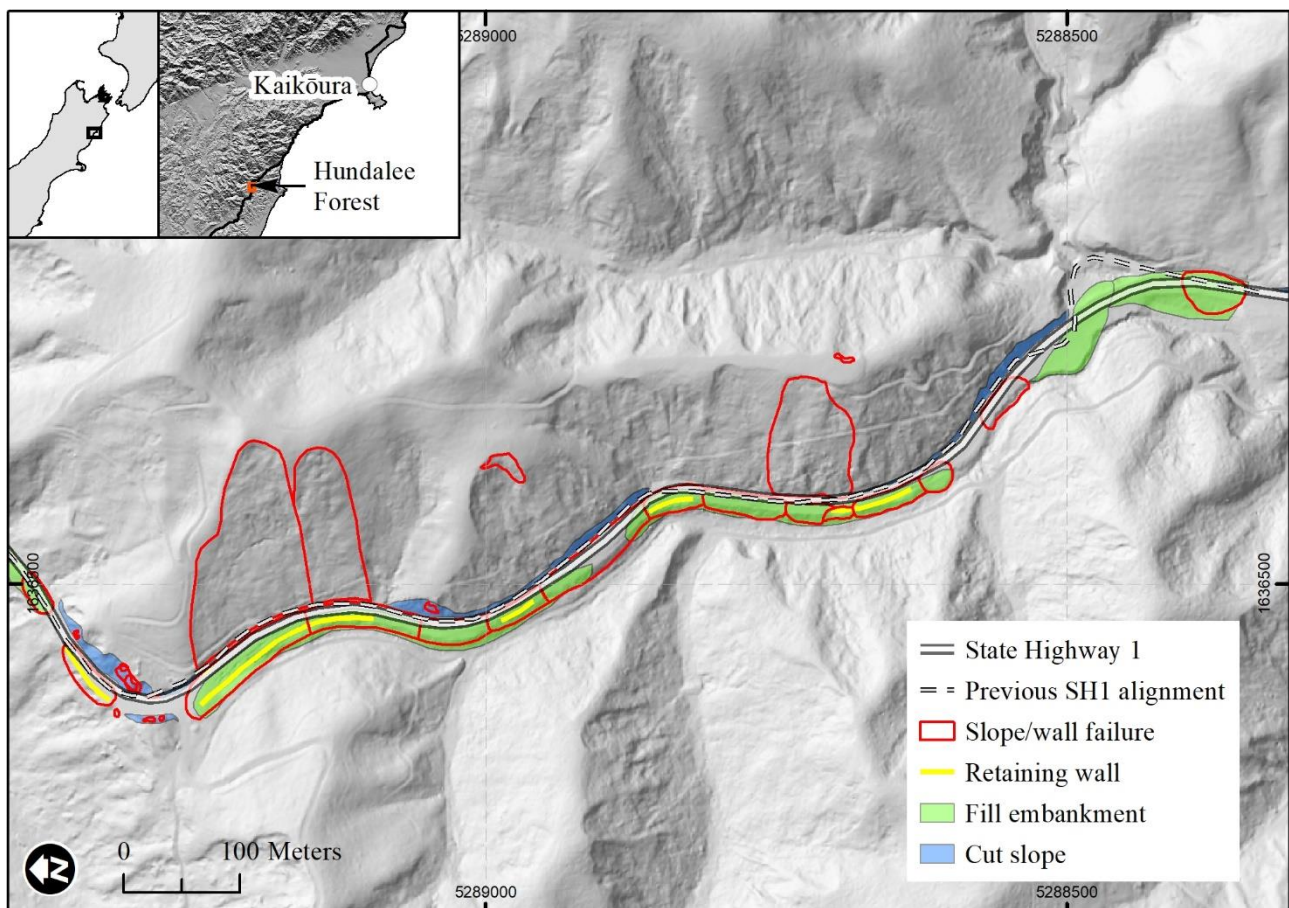 5289000
5288500
Kaikōura
Hundalee
Forest
1636500
1636500
State Highway 1
Previous SH1 alignment
Slope/wall failure
Retaining wall
Fill embankment
Cut slope
N
0 100 Meters
5289000
5288500